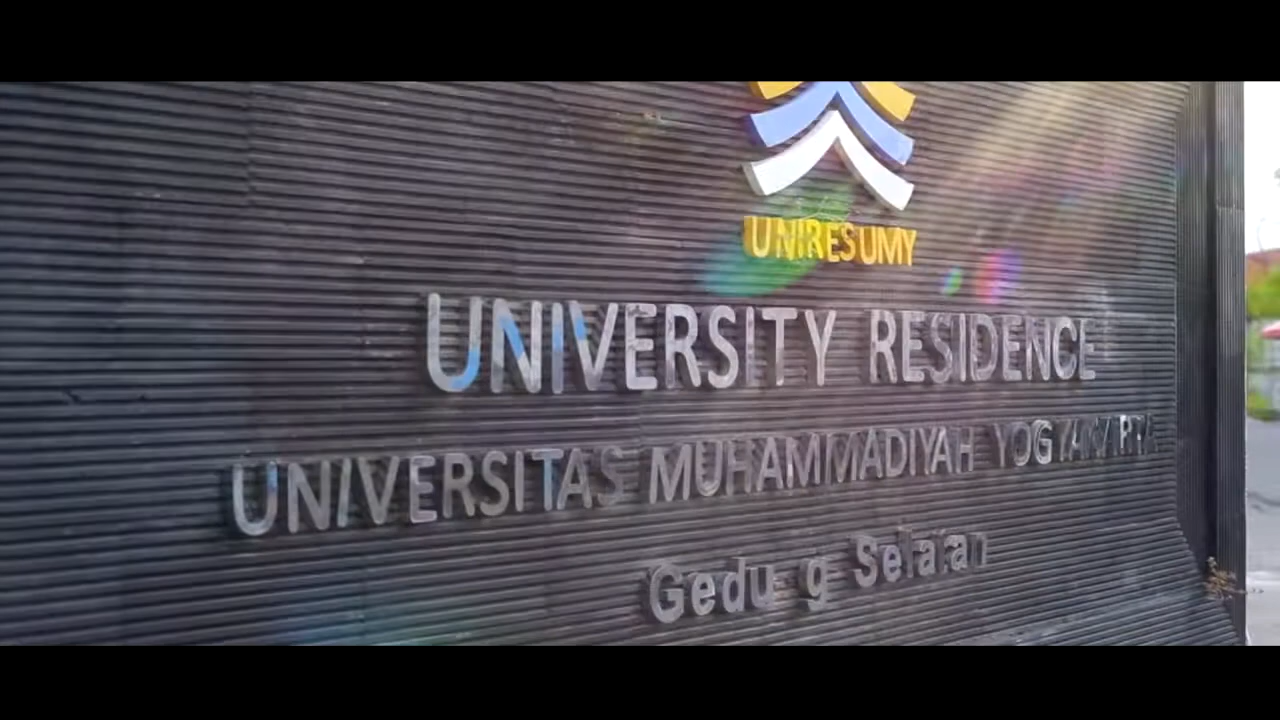 UNIRESUMY
UNIVERSITY RESIDENCE
UNIVERSITAS MUHAMMADIYAH YOGYAKARTA
Gedu g Selatan